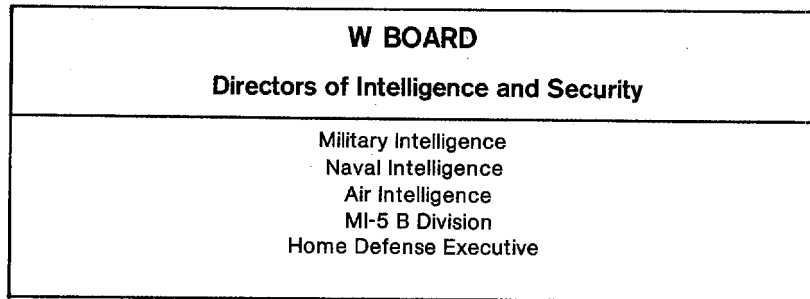 W BOARD
Directors of Intelligence and Security
Military Intelligence
Naval Intelligence
Air Intelligence
MI-5 B Division
Home Defense Executive